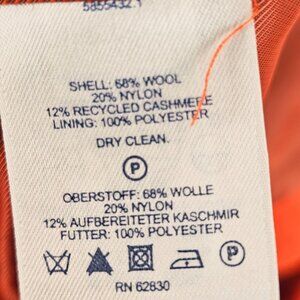 5855432.1
SHELL: 68% WOOL
20% NYLON
12% RECYCLED CASHMERE
LINING: 100% POLYESTER
DRY CLEAN.
P
OBERSTOFF: 68% WOLLE
20% NYLON
12% AUFBEREITETER KASCHMIR
FUTTER: 100% POLYESTER
P
RN 62830